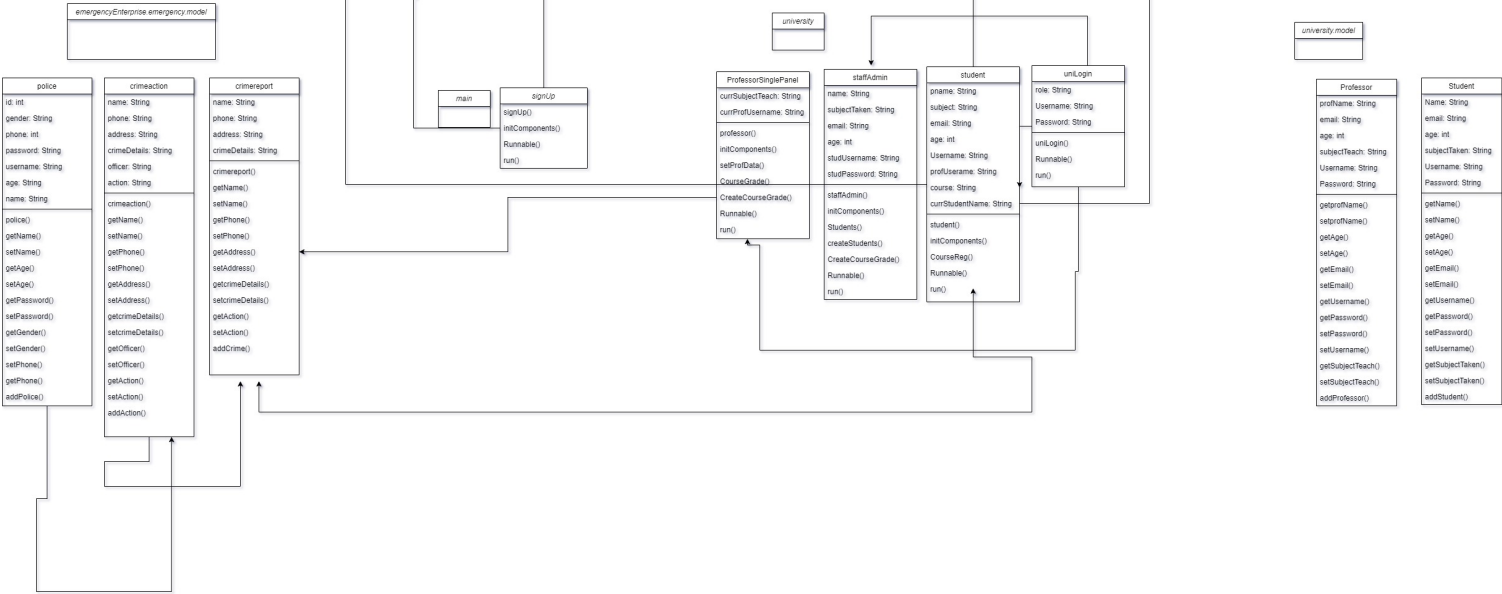 emergencyEnterprise.emergency.model
police
id: int
gender: String
phone: int
password: String
username: String
age: String
name: String
police()
getName()
setName()
getAge()
setAge()
getPassword()
setPassword()
getGender()
setGender()
setPhone()
getPhone()
addPolice()
crimeaction
name: String
phone: String
address: String
crimeDetails: String
officer: String
action: String
crimeaction()
getName()
setName()
getPhone()
setPhone()
getAddress()
setAddress()
getcrimeDetails()
setcrimeDetails()
getOfficer()
setOfficer()
getAction()
setAction()
addAction()
crimereport
name: String
phone: String
address: String
crimeDetails: String
crimereport()
getName()
setName()
getPhone()
setPhone()
getAddress()
setAddress()
getcrimeDetails()
setcrimeDetails()
getAction()
setAction()
addCrime()
main
signUp
signUp()
initComponents()
Runnable()
run()
university
ProfessorSinglePanel
currSubjectTeach: String
currProfUsername: String
professor()
initComponents()
setProfData()
CourseGrade()
CreateCourseGrade()
Runnable()
run()
staffAdmin
name: String
subjectTaken: String
email: String
age: int
studUsername: String
studPassword: String
staffAdmin()
initComponents()
Students()
createStudents()
CreateCourseGrade()
Runnable()
run()
student
pname: String
subject: String
email: String
age: int
Username: String
profUserame: String
course: String
currStudentName: String
student()
initComponents()
CourseReg()
Runnable()
run()
uniLogin
role: String
Username: String
Password: String
uniLogin()
Runnable()
run()
university.model
Professor
profName: String
email: String
age: int
subjectTeach: String
Username: String
Password: String
getprofName()
setprofName()
getAge()
setAge()
getEmail()
setEmail()
getUsername()
getPassword()
setPassword()
setUsername()
getSubjectTeach()
setSubjectTeach()
addProfessor()
Student
Name: String
email: String
age: int
subjectTaken: String
Username: String
Password: String
getName()
setName()
getAge()
setAge()
getEmail()
setEmail()
getUsername()
getPassword()
setPassword()
setUsername()
getSubjectTaken()
setSubjectTaken()
addStudent()